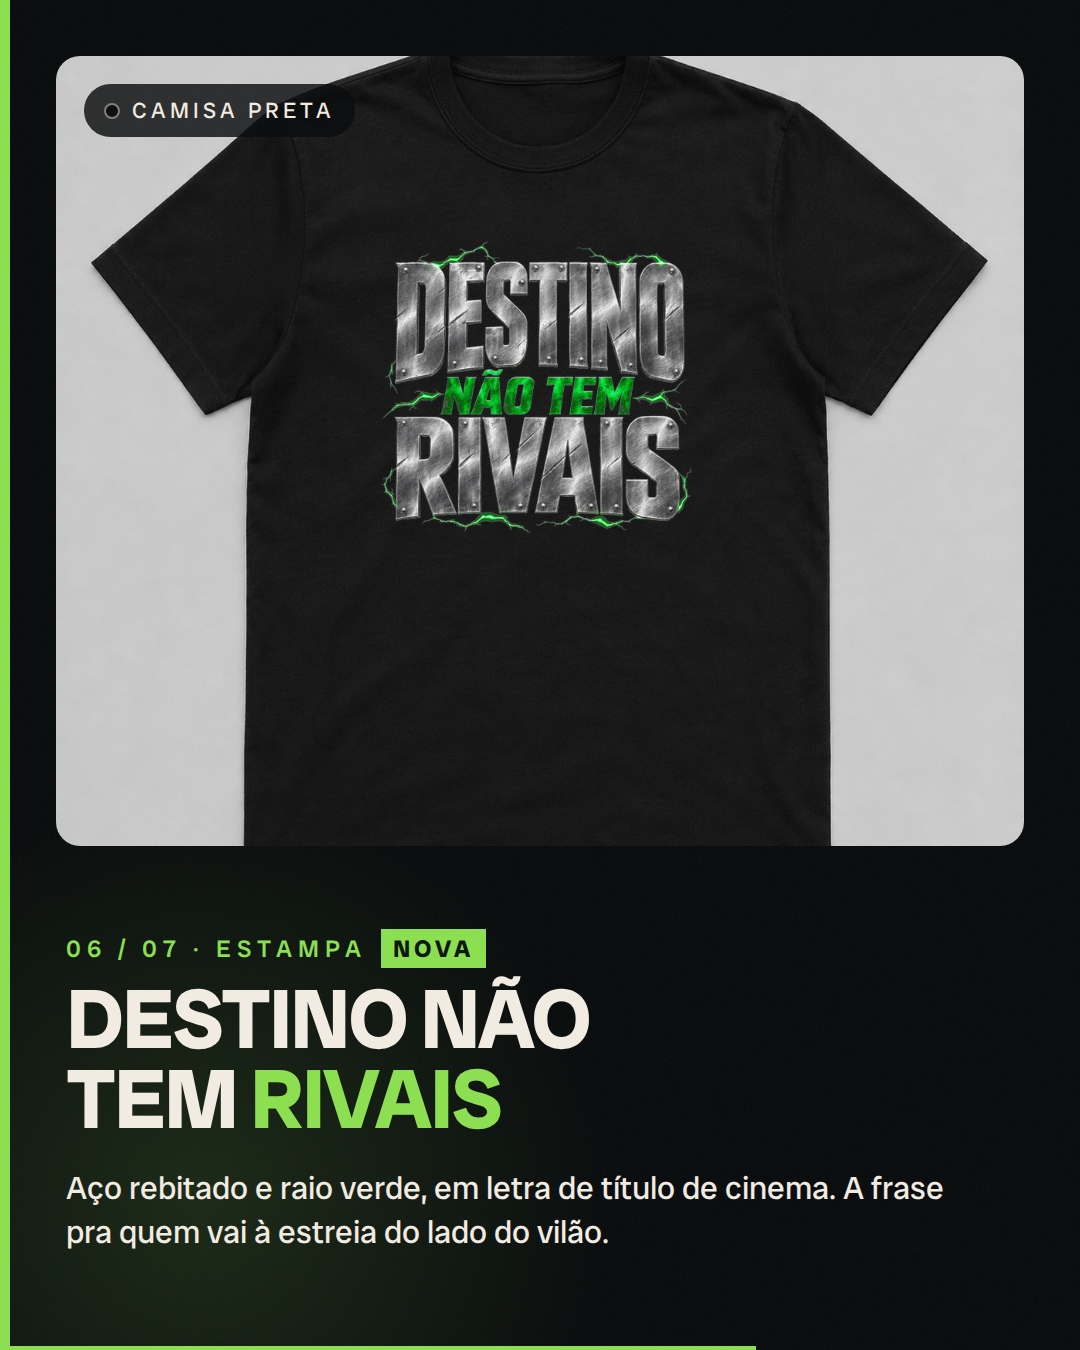 CAMISA PRETA
DESTINO
NÃO TEM
RIVAIS
06 / 07 · ESTAMPA NOVA
DESTINO NÃO
TEM RIVAIS
Aço rebitado e raio verde, em letra de título de cinema. A frase
pra quem vai à estreia do lado do vilão.